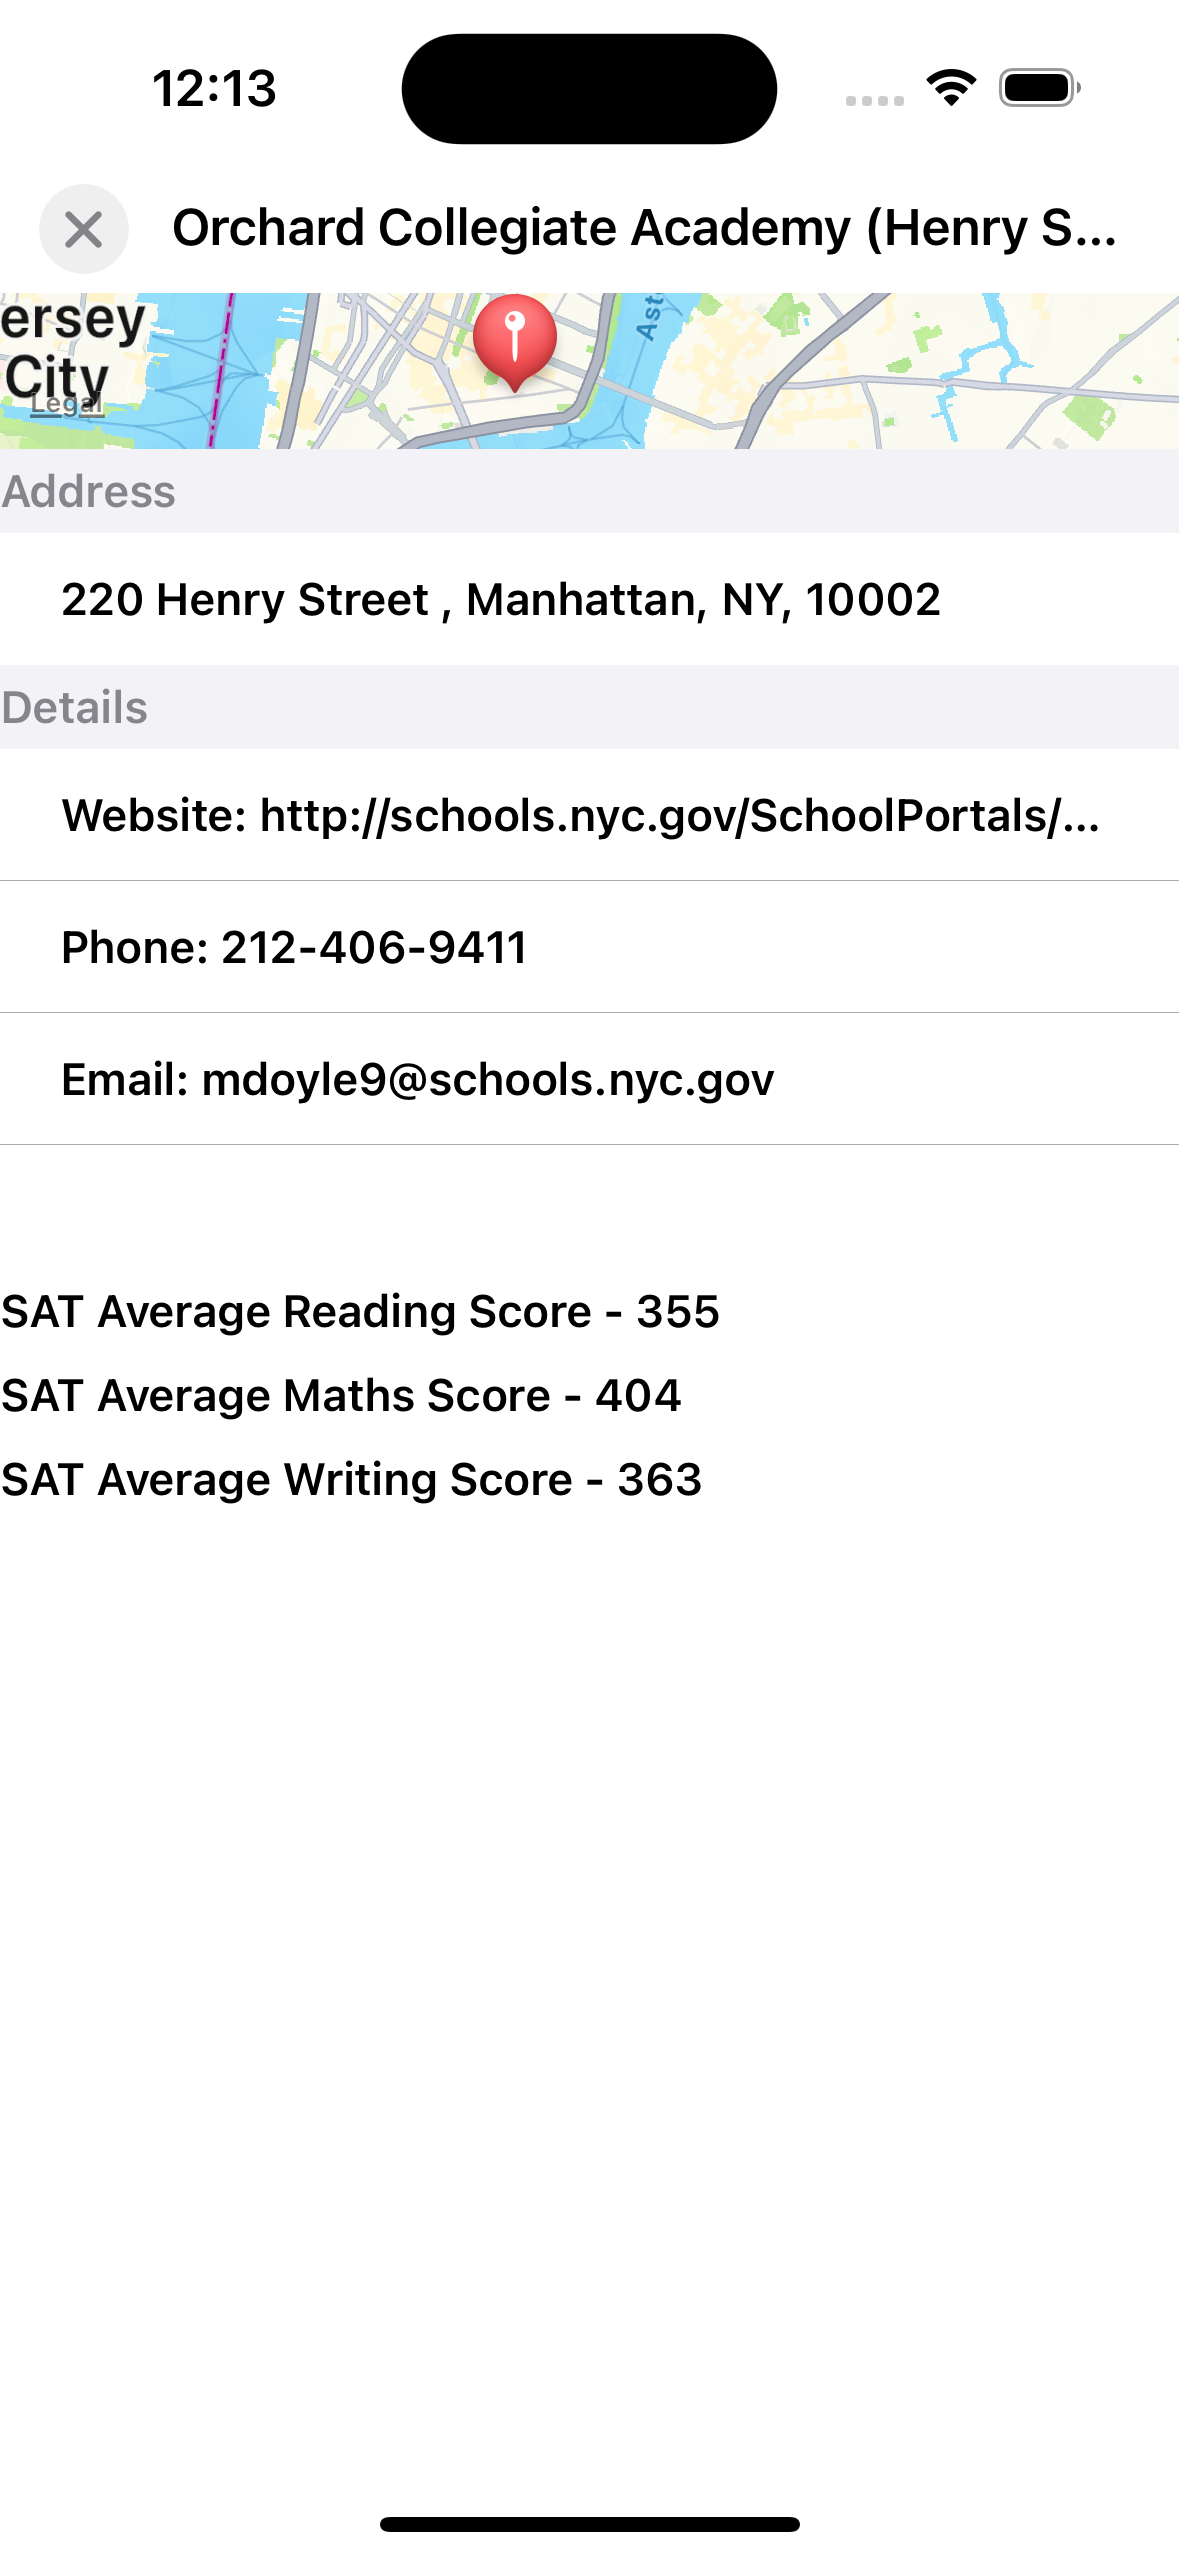 12:13
Orchard Collegiate Academy (Henry S...
ersey
City
Legal
Ast
Address
220 Henry Street , Manhattan, NY, 10002
Details
Website: http://schools.nyc.gov/SchoolPortals/...
Phone: 212-406-9411
Email: mdoyle9@schools.nyc.gov
SAT Average Reading Score - 355
SAT Average Maths Score - 404
SAT Average Writing Score - 363